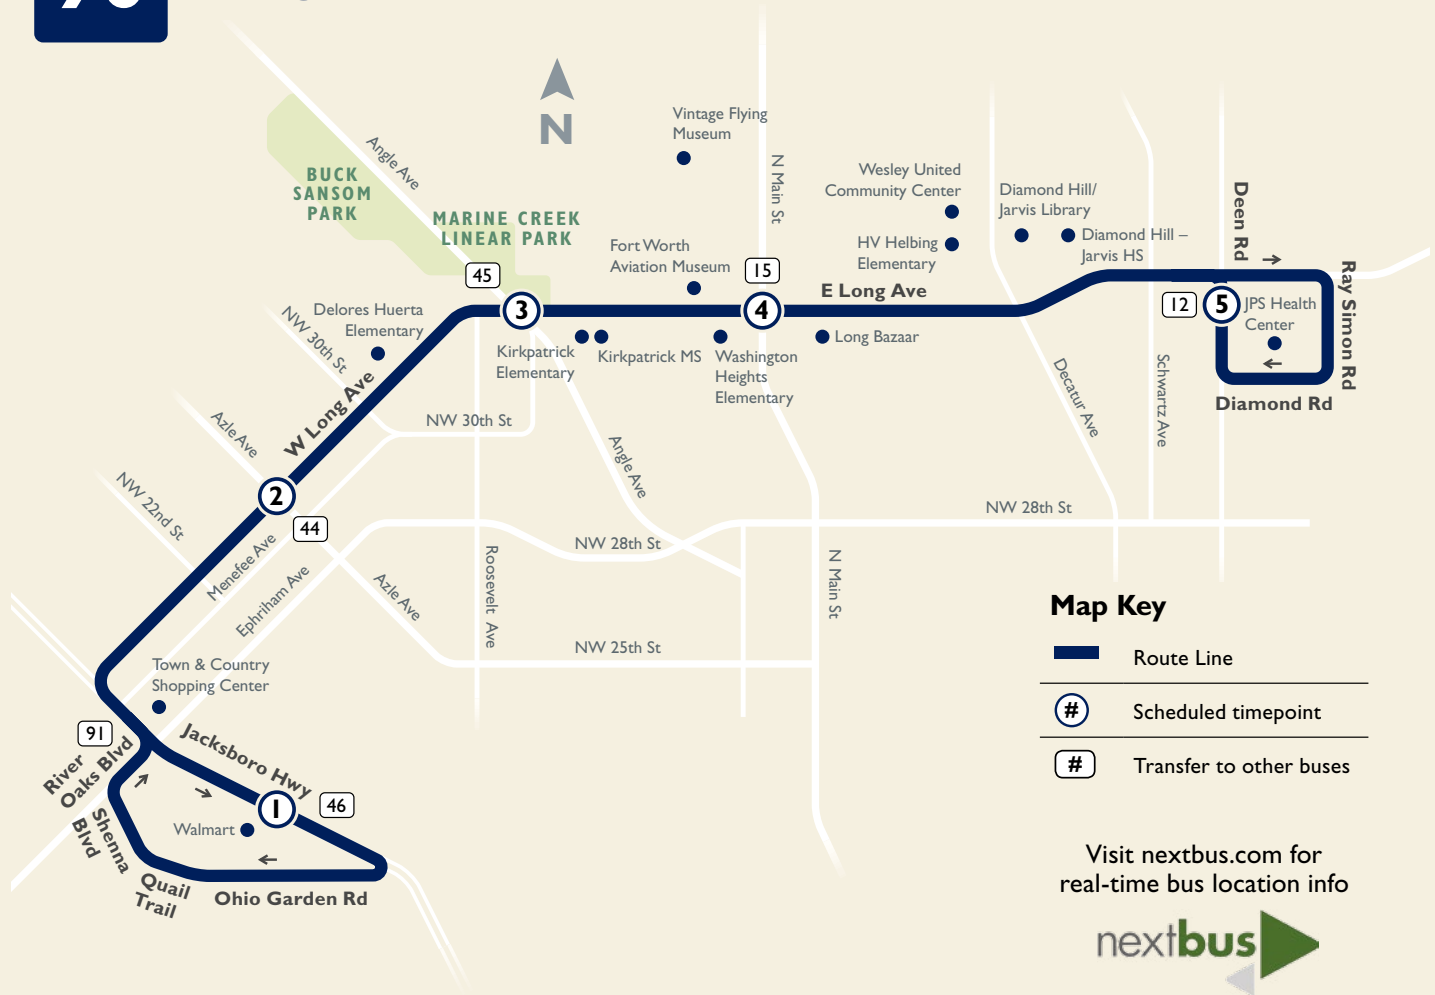 N
Vintage Flying
Museum
Angle Ave
BUCK
SANSOM
PARK
MARINE CREEK
LINEAR PARK
N Main St
Wesley United
Community Center
Diamond Hill/
Jarvis Library
Deen Rd
HV Helbing
Elementary
Diamond Hill –
Jarvis HS
Fort Worth
Aviation Museum
45
15
E Long Ave
12
5
JPS Health
Center
Ray Simon Rd
Diamond Rd
3
4
Delores Huerta
Elementary
NW 30th St
Kirkpatrick
Elementary
Kirkpatrick MS
Washington
Heights
Elementary
Long Bazaar
Decatur Ave
Schwartz Ave
W Long Ave
NW 30th St
Azle Ave
Angle Ave
2
44
NW 22nd St
Menefee Ave
Ephriham Ave
Azle Ave
Roosevelt Ave
NW 28th St
NW 28th St
N Main St
NW 25th St
Town & Country
Shopping Center
91
River
Oaks Blvd
Jacksboro Hwy
1
46
Walmart
Shenna
Blvd
Quail
Trail
Ohio Garden Rd
Map Key
Route Line
# Scheduled timepoint
# Transfer to other buses
Visit nextbus.com for
real-time bus location info
nextbus